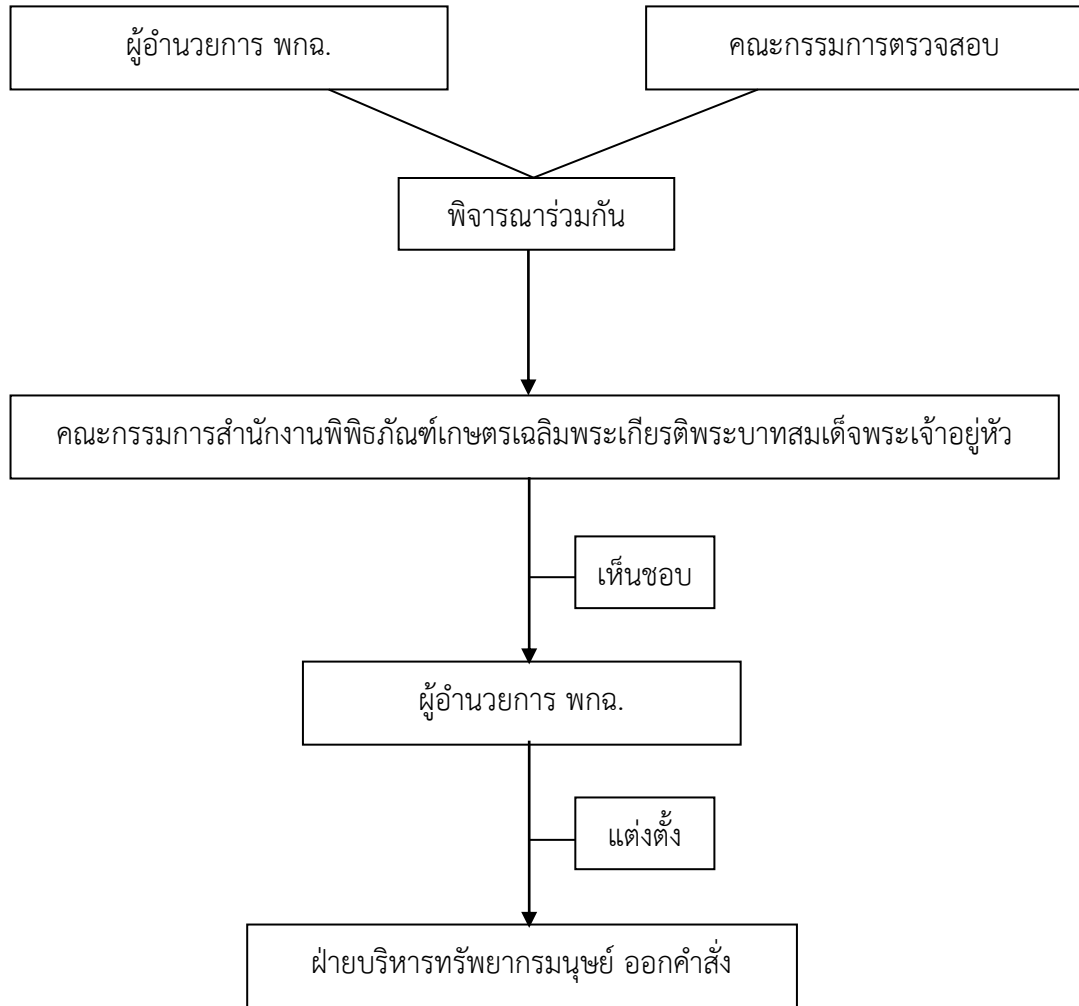 ผู้อำนวยการ พกฉ.
คณะกรรมการตรวจสอบ
พิจารณาร่วมกัน
คณะกรรมการสำนักงานพิพิธภัณฑ์เกษตรเฉลิมพระเกียรติพระบาทสมเด็จพระเจ้าอยู่หัว
เห็นชอบ
ผู้อำนวยการ พกฉ.
แต่งตั้ง
ฝ่ายบริหารทรัพยากรมนุษย์ ออกคำสั่ง